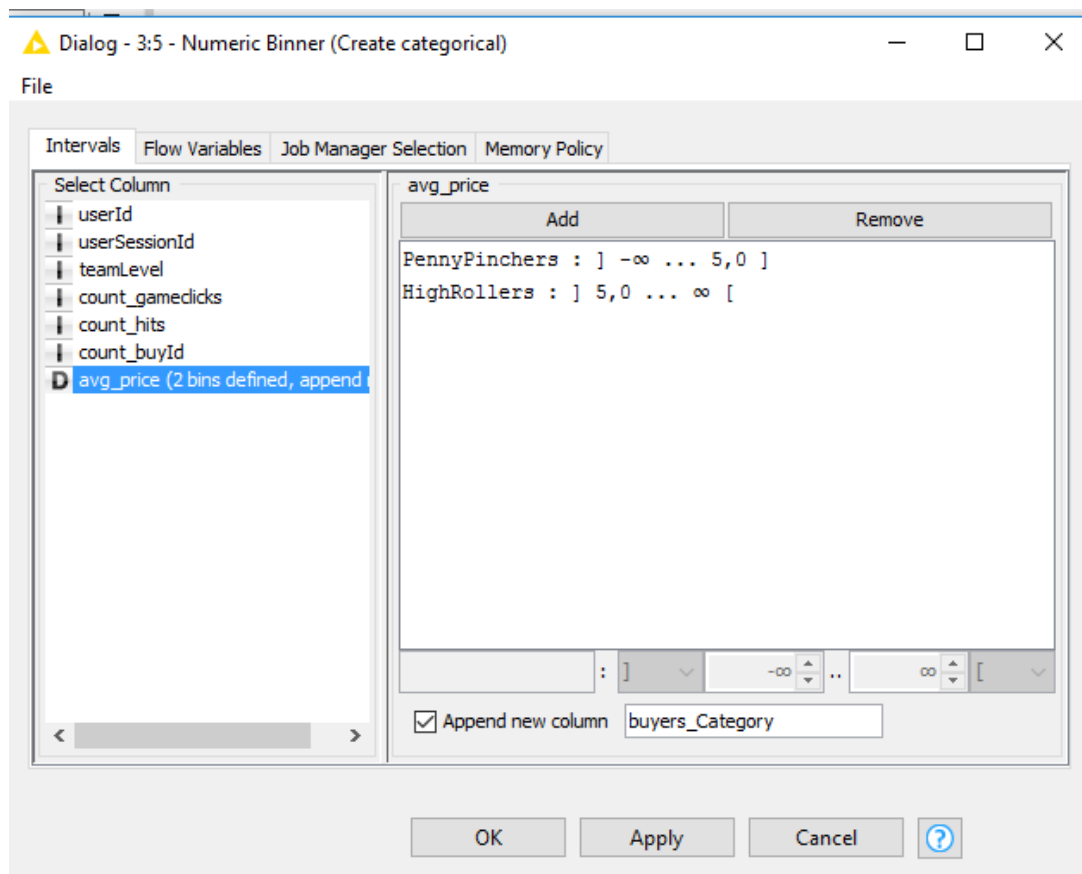 Dialog - 3:5 - Numeric Binner (Create categorical)
File
Intervals Flow Variables Job Manager Selection Memory Policy
Select Column
userId
userSessionId
teamLevel
count_gameclicks
count_hits
count_buyId
D avg_price (2 bins defined, append
avg_price
Add Remove
PennyPinchers : ] -∞ ... 5,0 ]
HighRollers : ] 5,0 ... ∞ [
: ] -∞ .. ∞ [
Append new column buyers_Category
OK Apply Cancel ?